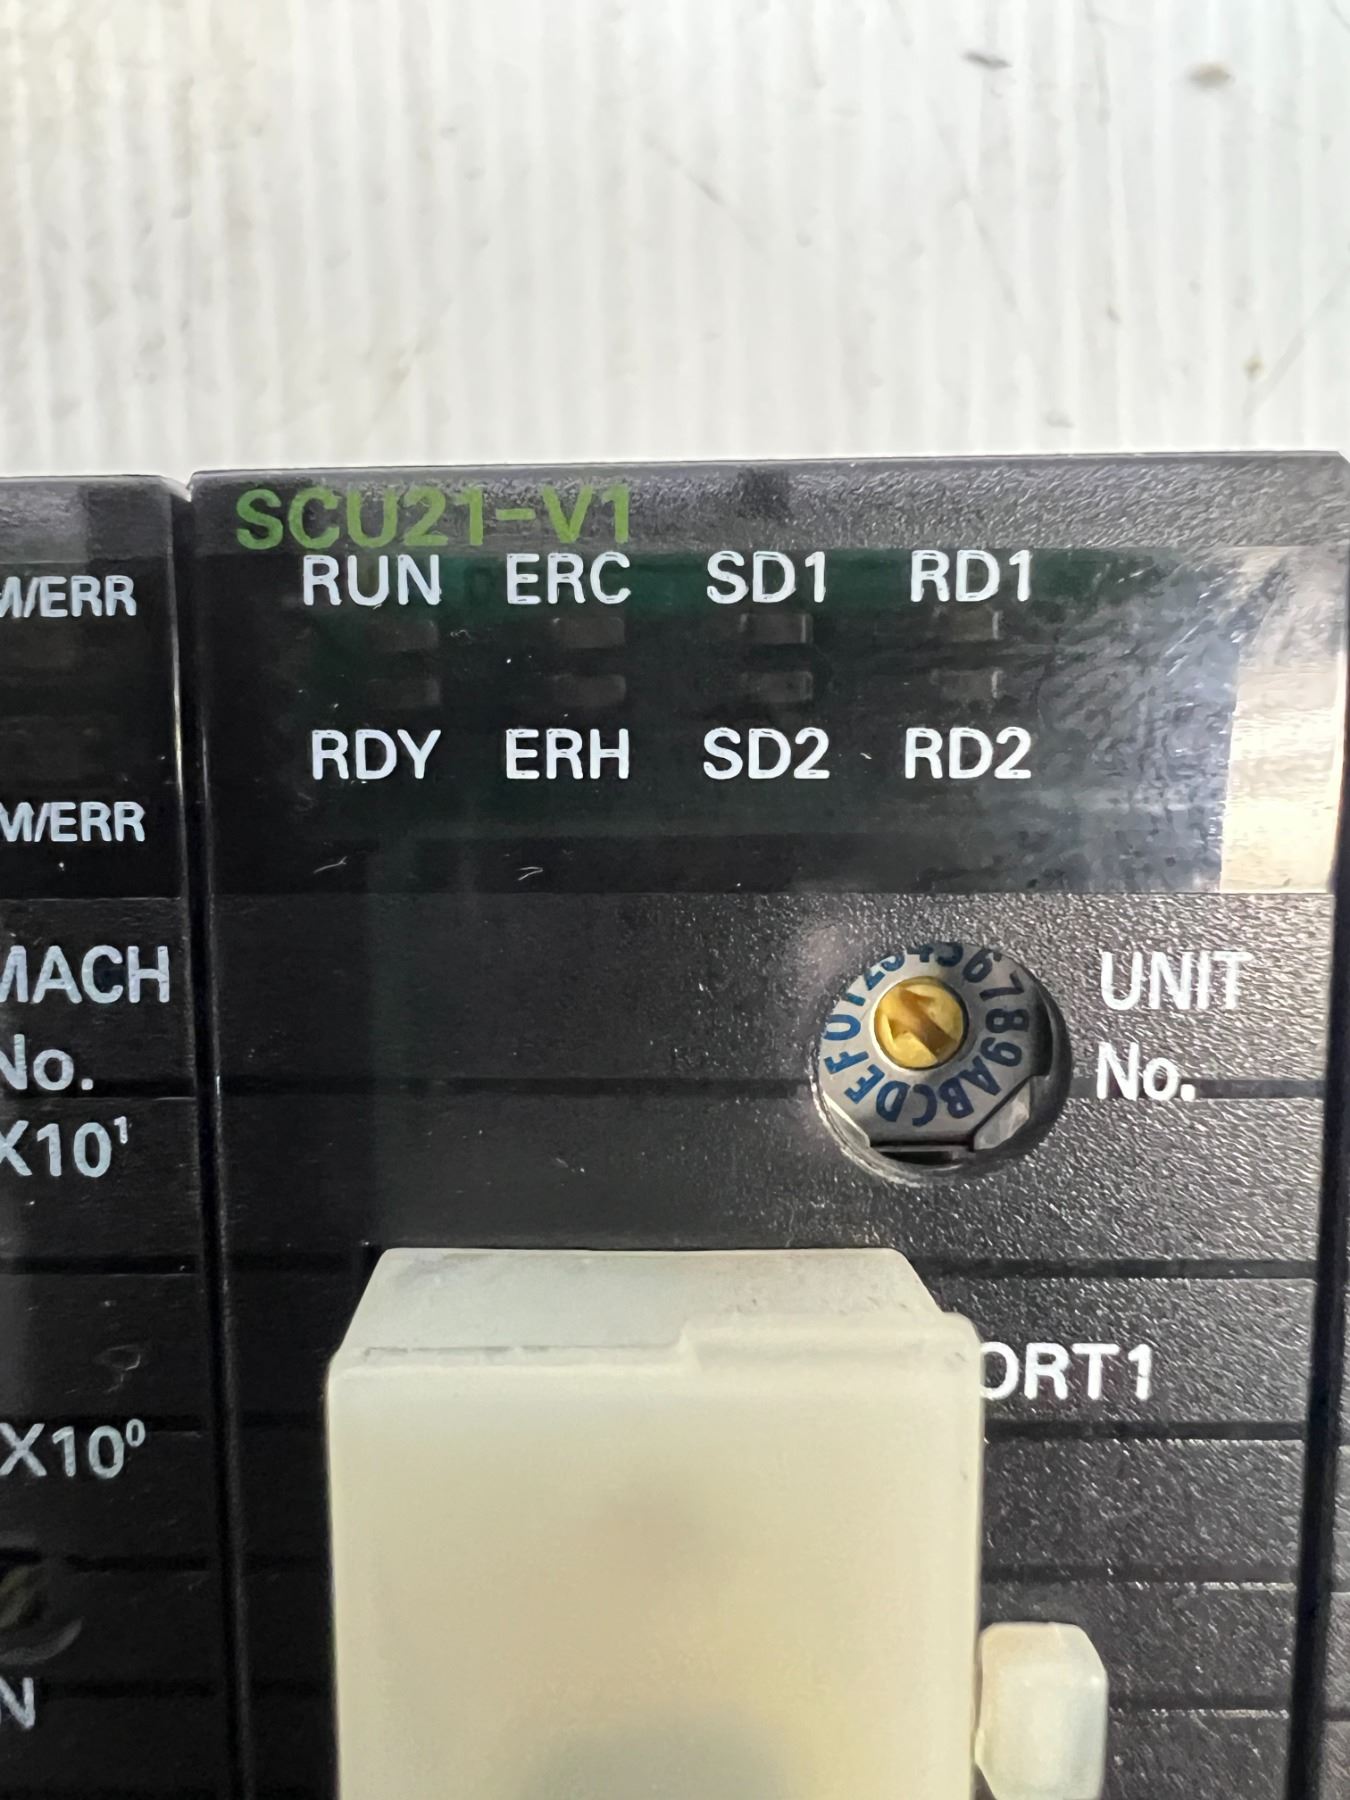 SCU21-V1
RUN ERC SD1 RD1
RDY ERH SD2 RD2
M/ERR
M/ERR
MACH
No.
X10¹
X10⁰
N
0123456789ABCDEF
UNIT
No.
ORT1